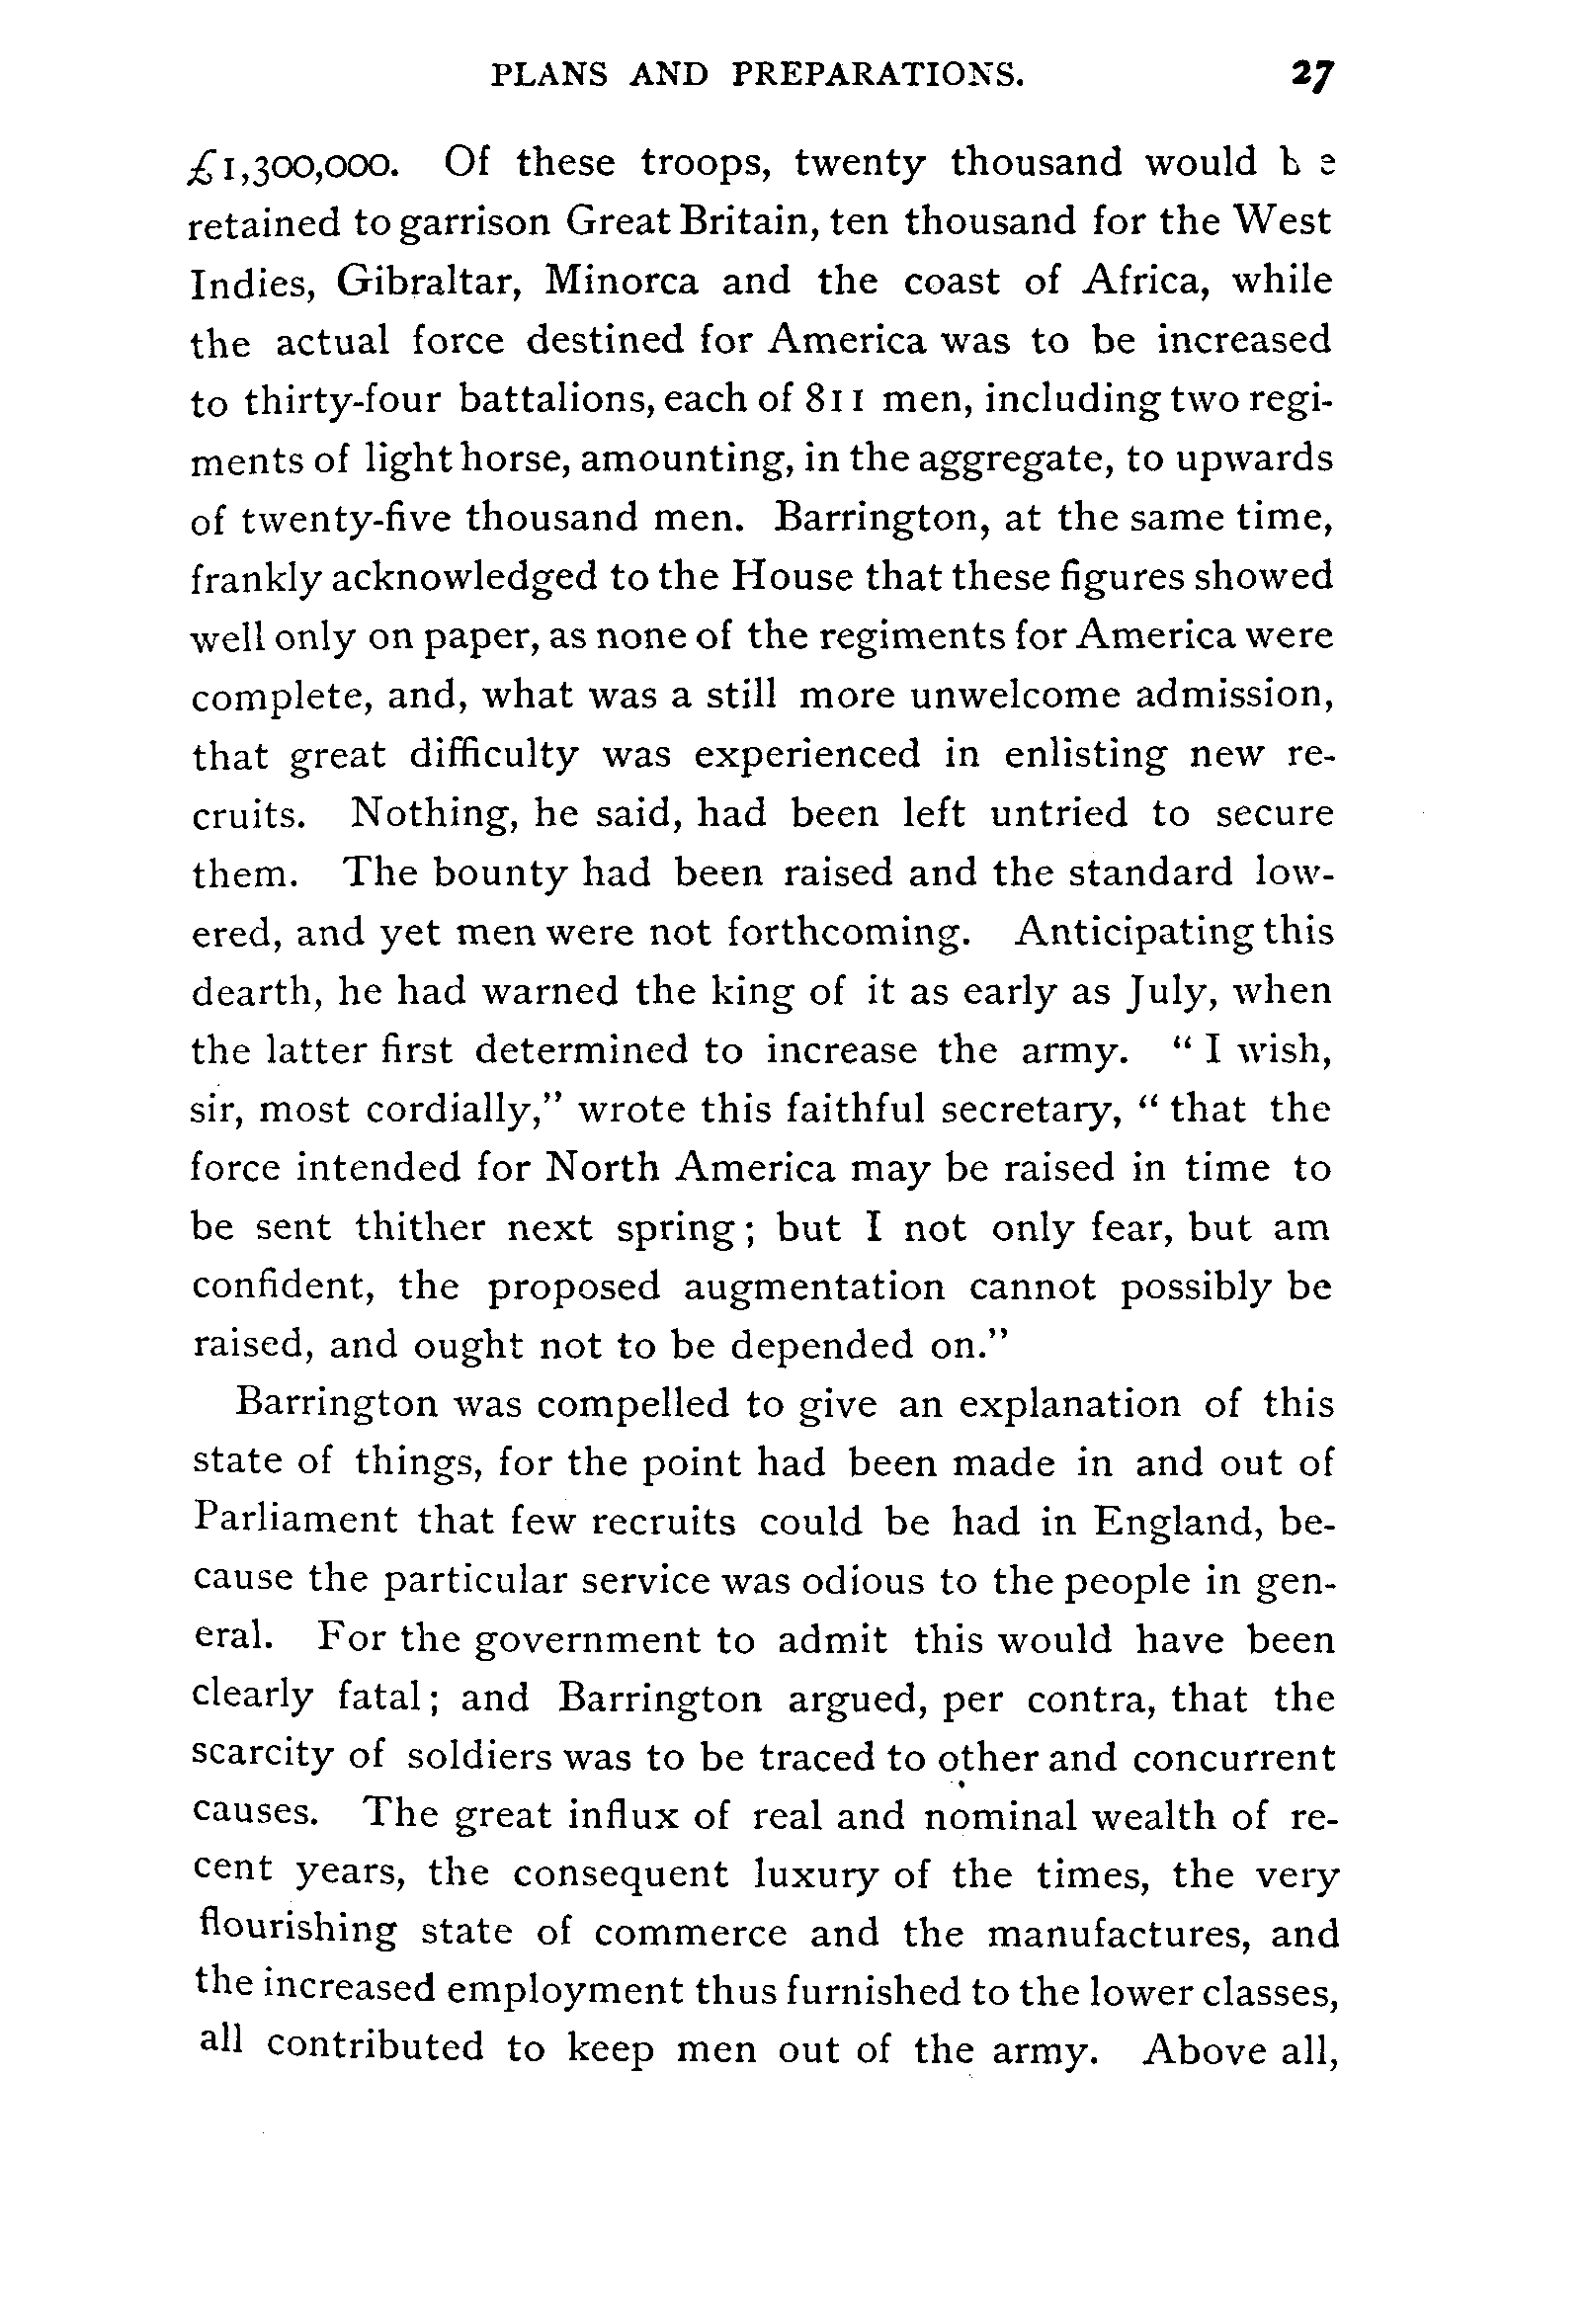 PLANS AND PREPARATIONS. 27
£1,300,000. Of these troops, twenty thousand would be
retained to garrison Great Britain, ten thousand for the West
Indies, Gibraltar, Minorca and the coast of Africa, while
the actual force destined for America was to be increased
to thirty-four battalions, each of 811 men, including two regi-
ments of light horse, amounting, in the aggregate, to upwards
of twenty-five thousand men. Barrington, at the same time,
frankly acknowledged to the House that these figures showed
well only on paper, as none of the regiments for America were
complete, and, what was a still more unwelcome admission,
that great difficulty was experienced in enlisting new re-
cruits. Nothing, he said, had been left untried to secure
them. The bounty had been raised and the standard low-
ered, and yet men were not forthcoming. Anticipating this
dearth, he had warned the king of it as early as July, when
the latter first determined to increase the army. “ I wish,
sir, most cordially,” wrote this faithful secretary, “ that the
force intended for North America may be raised in time to
be sent thither next spring; but I not only fear, but am
confident, the proposed augmentation cannot possibly be
raised, and ought not to be depended on.”
Barrington was compelled to give an explanation of this
state of things, for the point had been made in and out of
Parliament that few recruits could be had in England, be-
cause the particular service was odious to the people in gen-
eral. For the government to admit this would have been
clearly fatal; and Barrington argued, per contra, that the
scarcity of soldiers was to be traced to other and concurrent
causes. The great influx of real and nominal wealth of re-
cent years, the consequent luxury of the times, the very
flourishing state of commerce and the manufactures, and
the increased employment thus furnished to the lower classes,
all contributed to keep men out of the army. Above all,